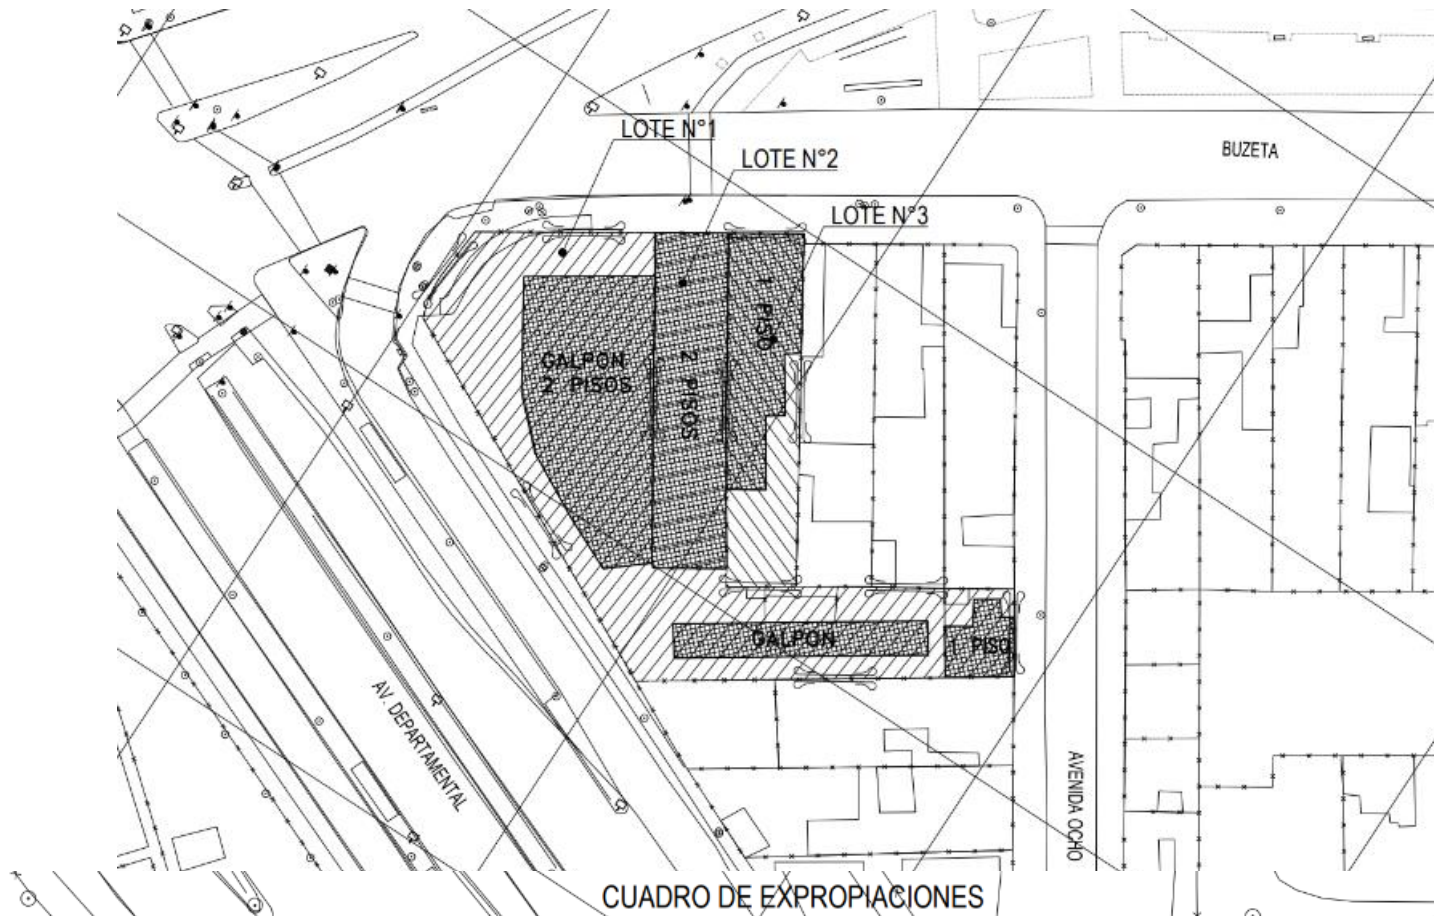 LOTE N°1
BUZETA
LOTE N°2
LOTE N°3
1 PISO
GALPON
2 PISOS
2 PISOS
GALPON
1 PISO
AV. DEPARTAMENTAL
AVENIDA OCHO
CUADRO DE EXPROPIACIONES